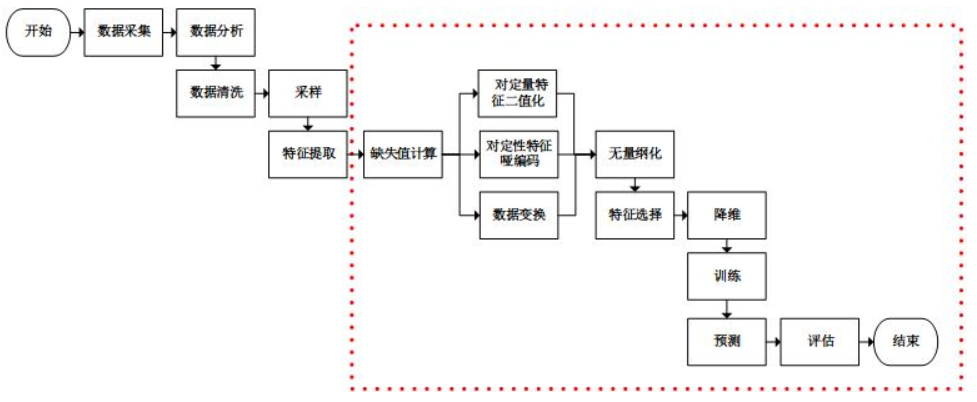 开始
数据采集
数据分析
数据清洗
采样
特征提取
缺失值计算
对定量特
征二值化
对定性特征
哑编码
数据变换
无量纲化
特征选择
降维
训练
预测
评估
结束